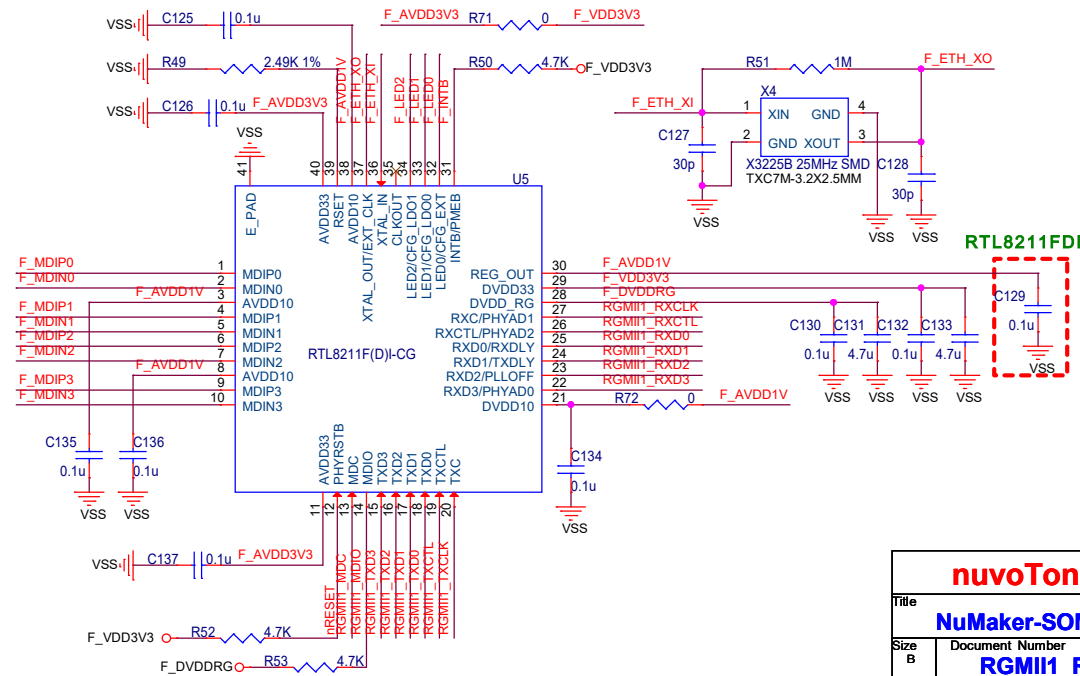 C125 0.1u
VSS
F_AVDD3V3 R71 0 F_VDD3V3
R49 2.49K 1%
VSS
F_AVDD1V
F_ETH_XO
F_ETH_XI
F_LED2
F_LED1
F_LED0
F_INTB
R50 4.7K F_VDD3V3
C126 0.1u F_AVDD3V3
VSS
VSS
41 40 39 38 37 36 35 34 33 32 31
R51 1M F_ETH_XO
F_ETH_XI
X4
1 XIN GND 4
2 GND XOUT 3
X3225B 25MHz SMD
TXC7M-3.2X2.5MM
C127
30p
VSS
C128
30p
VSS
VSS
U5
E_PAD
AVDD33
RSET
AVDD10
XTAL_OUT/EXT_CLK
XTAL_IN
CLKOUT
LED2/CFG_LDO1
LED1/CFG_LDO0
LED0/CFG_EXT
INTB/PMEB
RTL8211F(D)I-CG
F_MDIP0 1 MDIP0
F_MDIN0 2 MDIN0
F_AVDD1V 3 AVDD10
F_MDIP1 4 MDIP1
F_MDIN1 5 MDIN1
F_MDIP2 6 MDIP2
F_MDIN2 7 MDIN2
F_AVDD1V 8 AVDD10
F_MDIP3 9 MDIP3
F_MDIN3 10 MDIN3
REG_OUT 30 F_AVDD1V
DVDD33 29 F_VDD3V3
DVDD_RG 28 F_DVDDRG
RXC/PHYAD1 27 RGMII1_RXCLK
RXCTL/PHYAD2 26 RGMII1_RXCTL
RXD0/RXDLY 25 RGMII1_RXD0
RXD1/TXDLY 24 RGMII1_RXD1
RXD2/PLLOFF 23 RGMII1_RXD2
RXD3/PHYAD0 22 RGMII1_RXD3
DVDD10 21 R72 0 F_AVDD1V
RTL8211FDI
C129
0.1u
VSS
C130 C131 C132 C133
0.1u 4.7u 0.1u 4.7u
VSS VSS VSS VSS
C134
0.1u
VSS
C135 C136
0.1u 0.1u
VSS VSS
AVDD33
PHYRSTB
MDC
MDIO
TXD3
TXD2
TXD1
TXD0
TXCTL
TXC
11 12 13 14 15 16 17 18 19 20
VSS C137 0.1u F_AVDD3V3
nRESET
RGMII1_MDC
RGMII1_MDIO
RGMII1_TXD3
RGMII1_TXD2
RGMII1_TXD1
RGMII1_TXD0
RGMII1_TXCTL
RGMII1_TXCLK
F_VDD3V3 R52 4.7K
F_DVDDRG R53 4.7K
nuvoTon
Title
NuMaker-SOM
Size
B
Document Number
RGMII1_